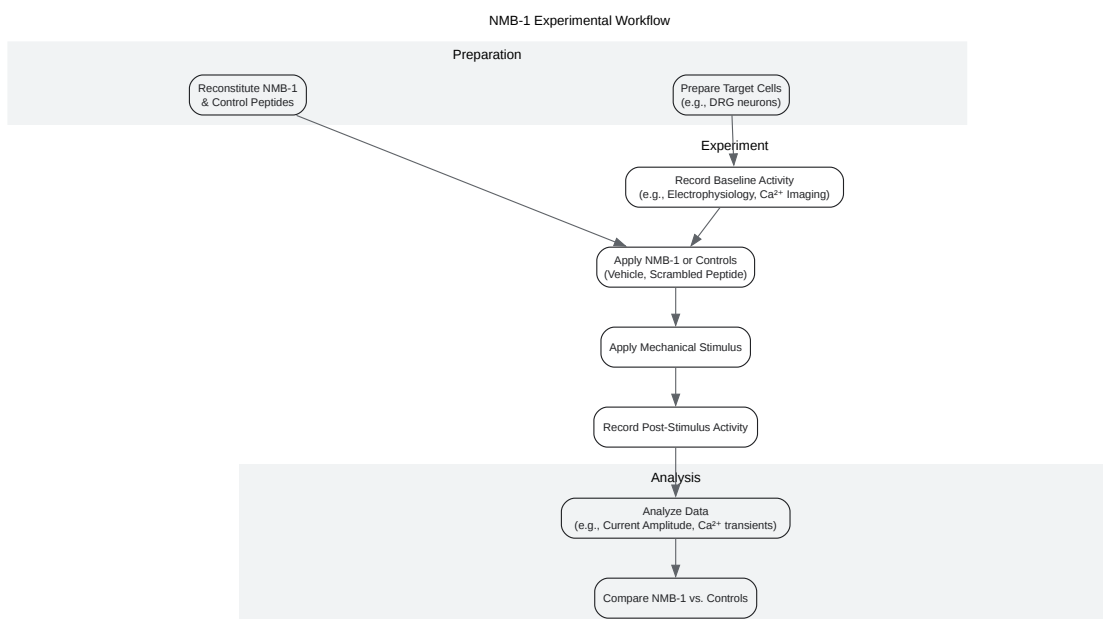 NMB-1 Experimental Workflow
Preparation
Reconstitute NMB-1
& Control Peptides
Prepare Target Cells
(e.g., DRG neurons)
Experiment
Record Baseline Activity
(e.g., Electrophysiology, Ca²⁺ Imaging)
Apply NMB-1 or Controls
(Vehicle, Scrambled Peptide)
Apply Mechanical Stimulus
Record Post-Stimulus Activity
Analysis
Analyze Data
(e.g., Current Amplitude, Ca²⁺ transients)
Compare NMB-1 vs. Controls